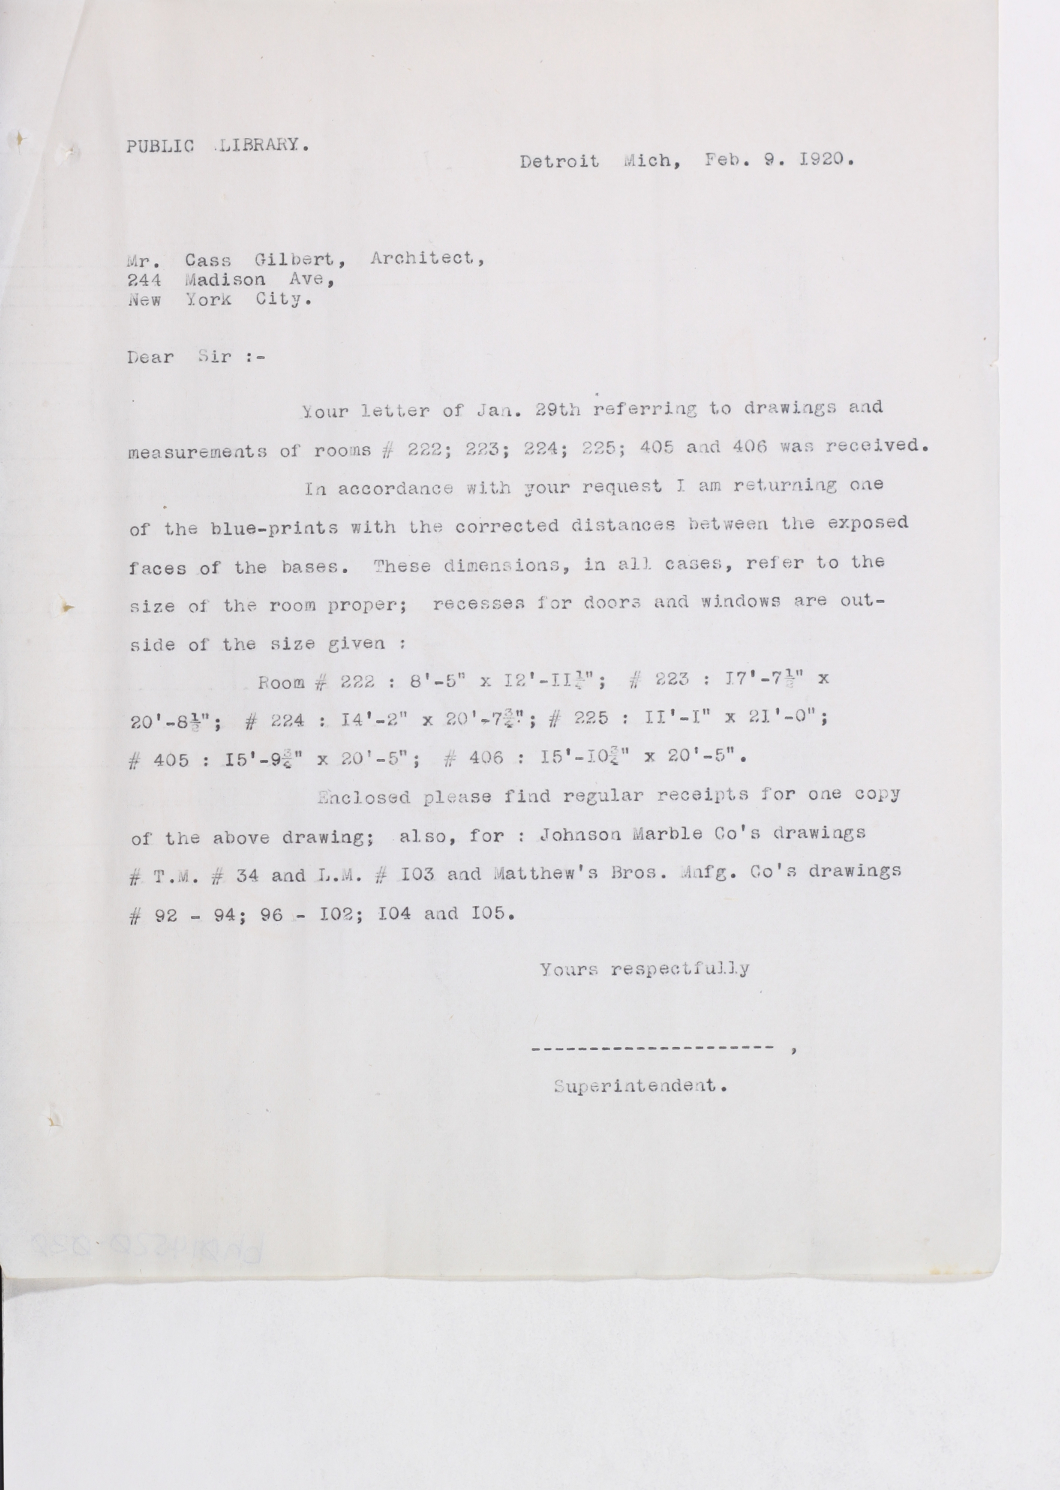 PUBLIC LIBRARY.
Detroit Mich, Feb. 9. I920.
Mr. Cass Gilbert, Architect,
244 Madison Ave,
New York City.
Dear Sir :-
Your letter of Jan. 29th referring to drawings and
measurements of rooms # 222; 223; 224; 225; 405 and 406 was received.
In accordance with your request I am returning one
of the blue-prints with the corrected distances between the exposed
faces of the bases. These dimensions, in all cases, refer to the
size of the room proper; recesses for doors and windows are out-
side of the size given :
Room # 222 : 8'-5" x I2'-II¼"; # 223 : I7'-7½" x
20'-8½"; # 224 : I4'-2" x 20'-7¾"; # 225 : II'-I" x 2I'-0";
# 405 : I5'-9¾" x 20'-5"; # 406 : I5'-I0¾" x 20'-5".
Enclosed please find regular receipts for one copy
of the above drawing; also, for : Johnson Marble Co's drawings
# T.M. # 34 and L.M. # I03 and Matthew's Bros. Mnfg. Co's drawings
# 92 - 94; 96 - I02; I04 and I05.
Yours respectfully
--------------------- ,
Superintendent.